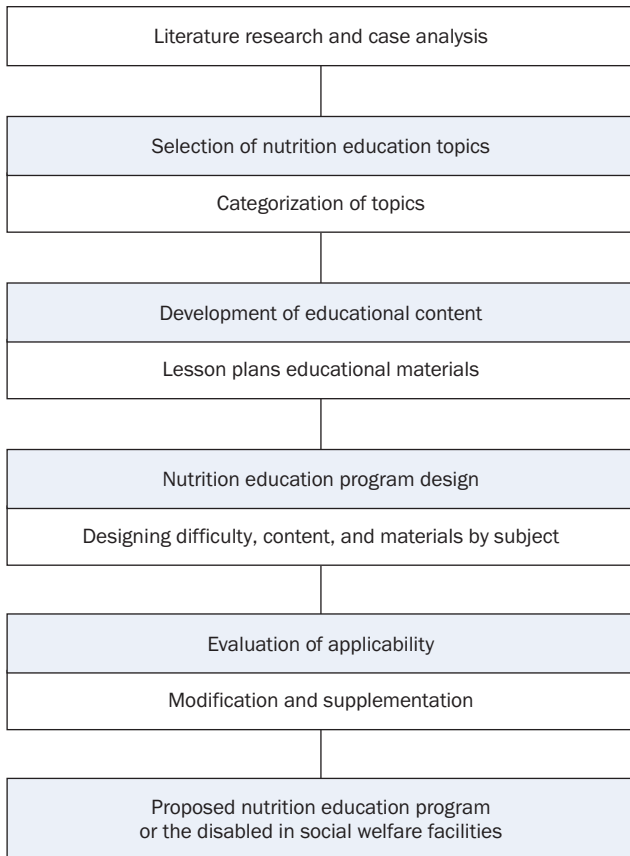 Literature research and case analysis
Selection of nutrition education topics
Categorization of topics
Development of educational content
Lesson plans educational materials
Nutrition education program design
Designing difficulty, content, and materials by subject
Evaluation of applicability
Modification and supplementation
Proposed nutrition education program
or the disabled in social welfare facilities